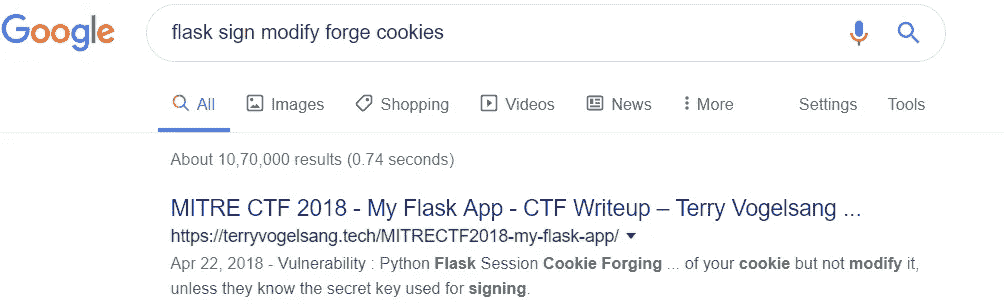 Google
flask sign modify forge cookies
All Images Shopping Videos News More Settings Tools
About 10,70,000 results (0.74 seconds)
MITRE CTF 2018 - My Flask App - CTF Writeup – Terry Vogelsang ...
https://terryvogelsang.tech/MITRECTF2018-my-flask-app/
Apr 22, 2018 - Vulnerability : Python Flask Session Cookie Forging ... of your cookie but not modify it,
unless they know the secret key used for signing.